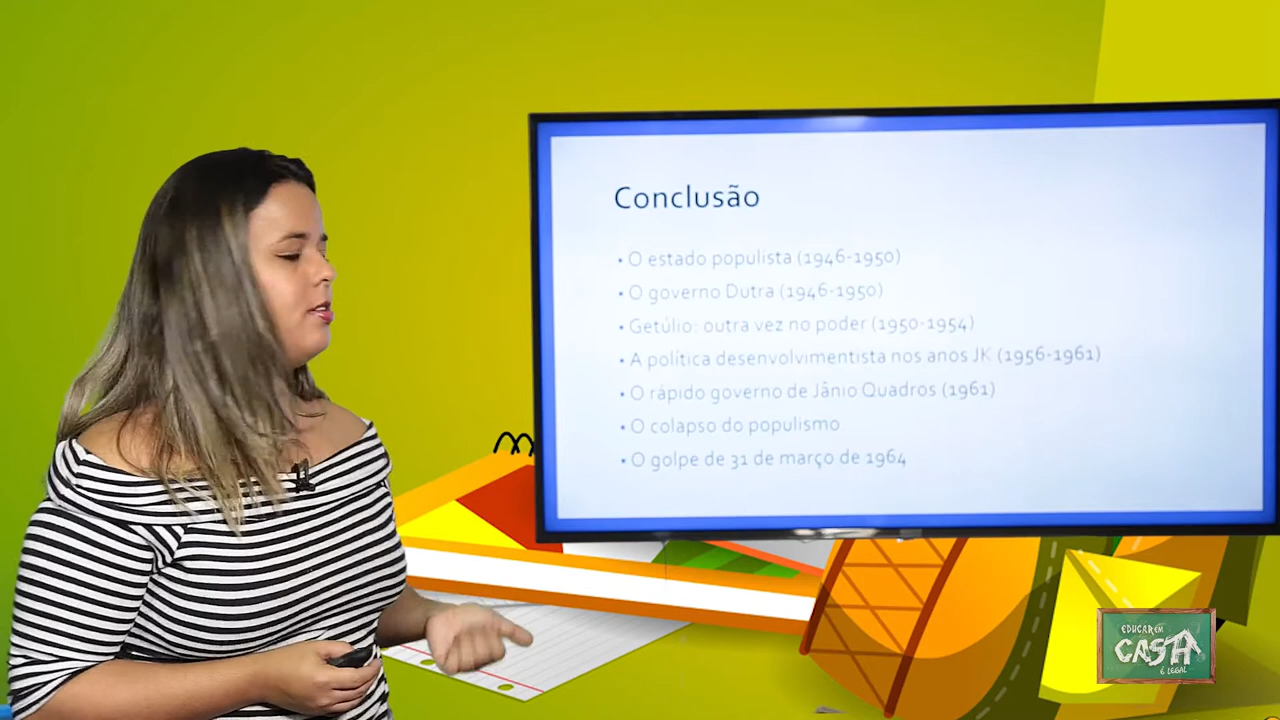 Conclusão
• O estado populista (1946-1950)
• O governo Dutra (1946-1950)
• Getúlio: outra vez no poder (1950-1954)
• A política desenvolvimentista nos anos JK (1956-1961)
• O rápido governo de Jânio Quadros (1961)
• O colapso do populismo
• O golpe de 31 de março de 1964
EDUCAR EM
CASA
É LEGAL